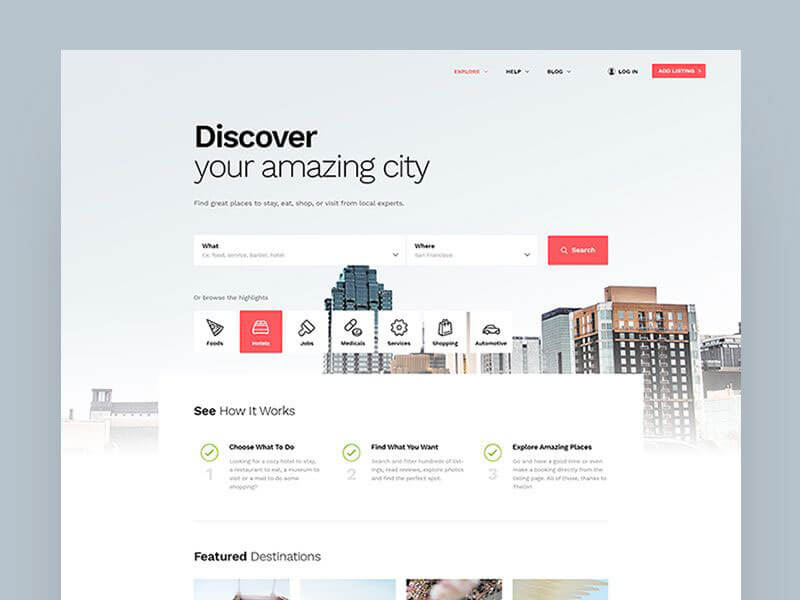 EXPLORE HELP BLOG LOG IN ADD LISTING
Discover
your amazing city
Find great places to stay, eat, shop, or visit from local experts.
What Where
Ex: food, service, barber, hotel San Francisco
Search
Or browse the highlights
Foods Hotels Jobs Medicals Services Shopping Automotive
See How It Works
Choose What To Do Find What You Want Explore Amazing Places
1 2 3
Looking for a cozy hotel to stay,
a restaurant to eat, a museum to
visit or a mall to do some
shopping?
Search and filter hundreds of list-
ings, read reviews, explore photos
and find the perfect spot.
Go and have a good time or even
make a booking directly from the
listing page. All of those, thanks to
Featured Destinations